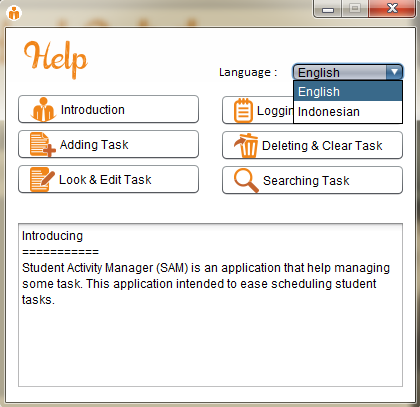 Help
Language :
English
English
Indonesian
Introduction
Adding Task
Deleting & Clear Task
Look & Edit Task
Searching Task
Introducing
===========
Student Activity Manager (SAM) is an application that help managing
some task. This application intended to ease scheduling student
tasks.